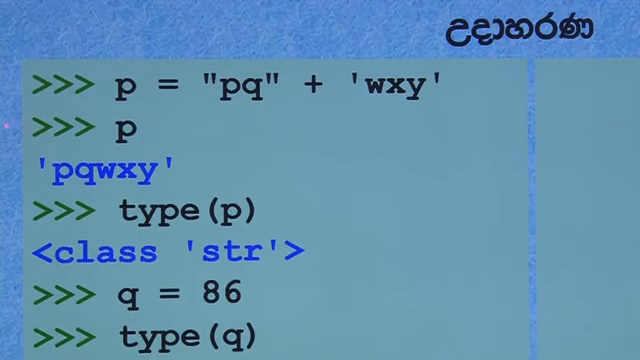 උදාහරණ
>>> p = "pq" + 'wxy'
>>> p
'pqwxy'
>>> type(p)
<class 'str'>
>>> q = 86
>>> type(q)